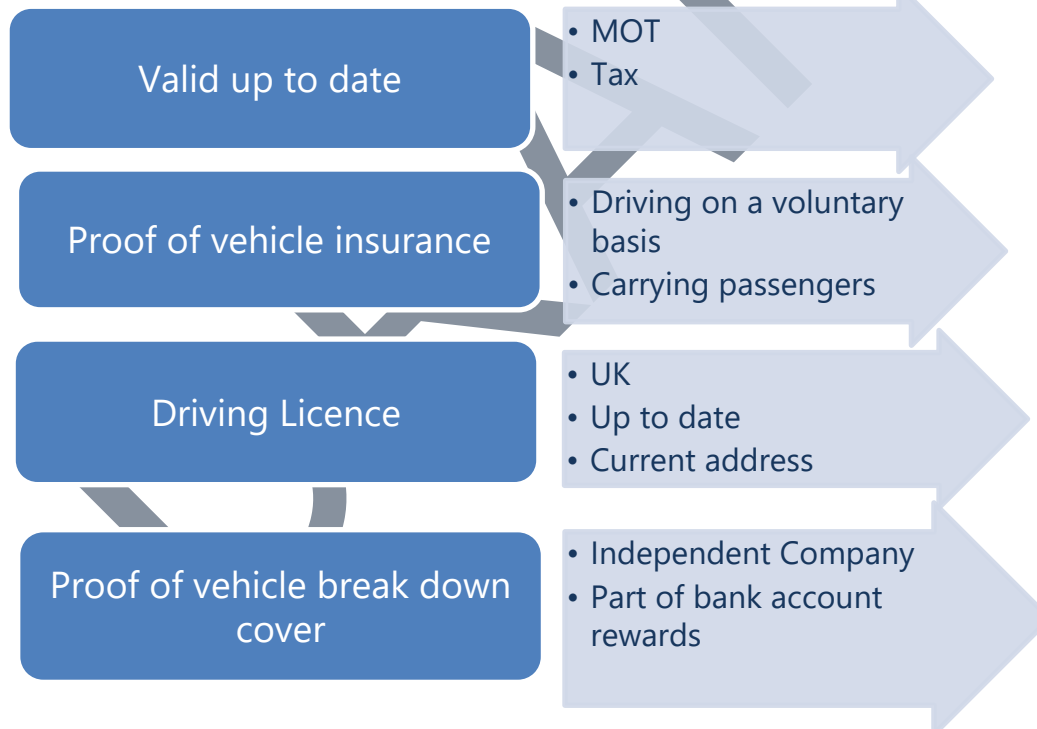 Valid up to date
• MOT
• Tax
Proof of vehicle insurance
• Driving on a voluntary
basis
• Carrying passengers
Driving Licence
• UK
• Up to date
• Current address
Proof of vehicle break down
cover
• Independent Company
• Part of bank account
rewards